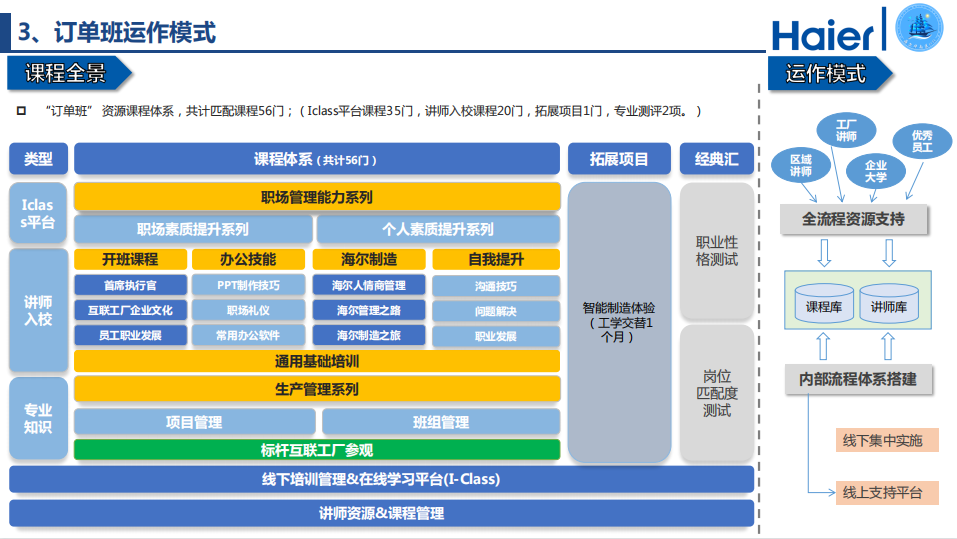 3、订单班运作模式
Haier
课程全景
运作模式
“订单班”资源课程体系，共计匹配课程56门；（Iclass平台课程35门，讲师入校课程20门，拓展项目1门，专业测评2项。）
类型
课程体系（共计56门）
拓展项目
经典汇
Iclas
s平台
职场管理能力系列
职场素质提升系列
个人素质提升系列
讲师
入校
开班课程
办公技能
海尔制造
自我提升
首席执行官
PPT制作技巧
海尔人情商管理
沟通技巧
互联工厂企业文化
职场礼仪
海尔管理之路
问题解决
员工职业发展
常用办公软件
海尔制造之旅
职业发展
通用基础培训
专业
知识
生产管理系列
项目管理
班组管理
标杆互联工厂参观
智能制造体验
（工学交替1
个月）
职业性
格测试
岗位
匹配度
测试
线下培训管理&在线学习平台(I-Class)
讲师资源&课程管理
区域
讲师
工厂
讲师
企业
大学
优秀
员工
全流程资源支持
课程库
讲师库
内部流程体系搭建
线下集中实施
线上支持平台